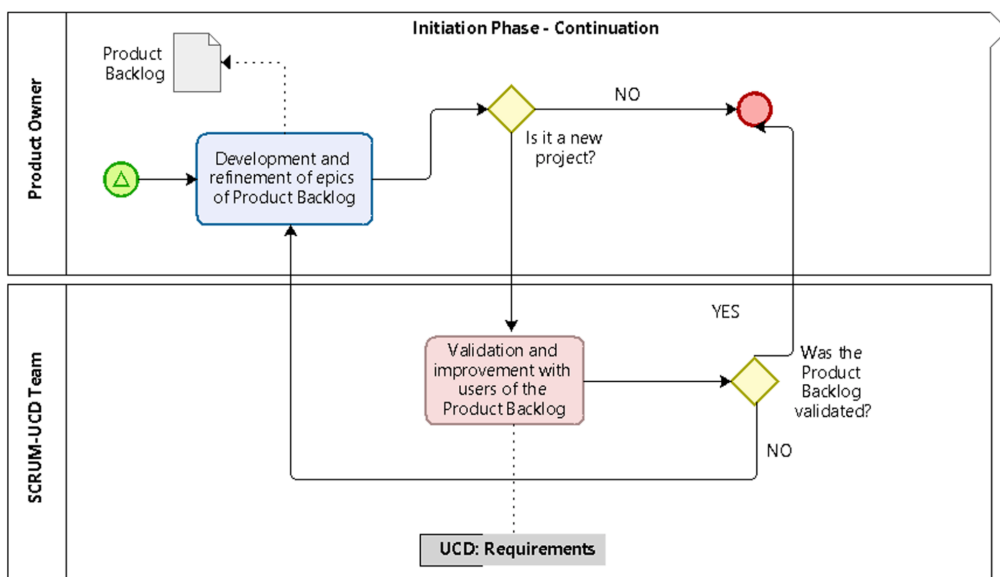 Initiation Phase - Continuation
Product Owner
Product
Backlog
Development and
refinement of epics
of Product Backlog
NO
Is it a new
project?
SCRUM-UCD Team
YES
Validation and
improvement with
users of the
Product Backlog
Was the
Product
Backlog
validated?
NO
UCD: Requirements